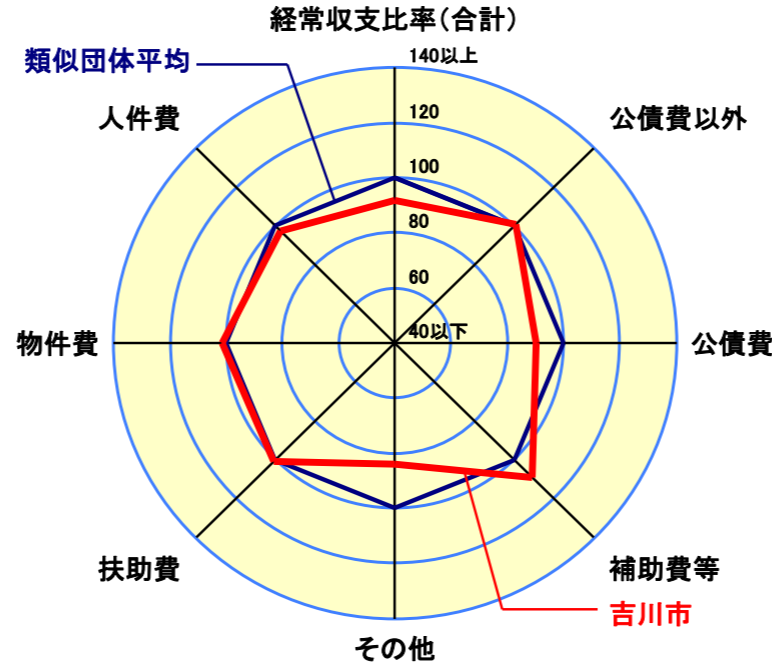 経常収支比率(合計)
類似団体平均
140以上
人件費
120
公債費以外
100
80
60
物件費
40以下
公債費
扶助費
補助費等
吉川市
その他